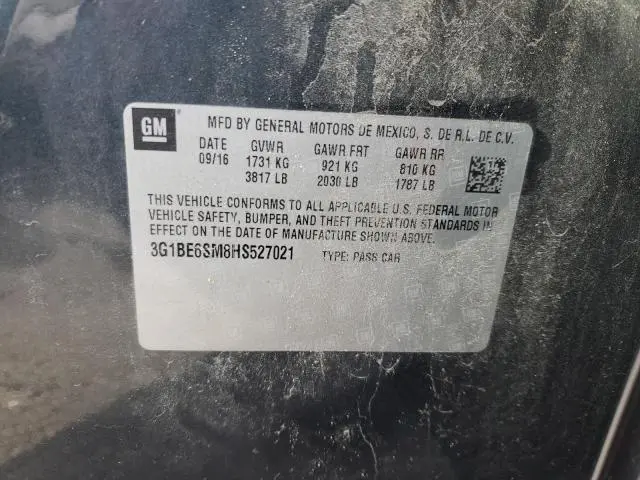 GM
MFD BY GENERAL MOTORS DE MEXICO, S. DE R.L. DE C.V.
DATE GVWR GAWR FRT GAWR RR
09/16 1731 KG 921 KG 810 KG
3817 LB 2030 LB 1787 LB
THIS VEHICLE CONFORMS TO ALL APPLICABLE U.S. FEDERAL MOTOR
VEHICLE SAFETY, BUMPER, AND THEFT PREVENTION STANDARDS IN
EFFECT ON THE DATE OF MANUFACTURE SHOWN ABOVE.
3G1BE6SM8HS527021 TYPE: PASS CAR